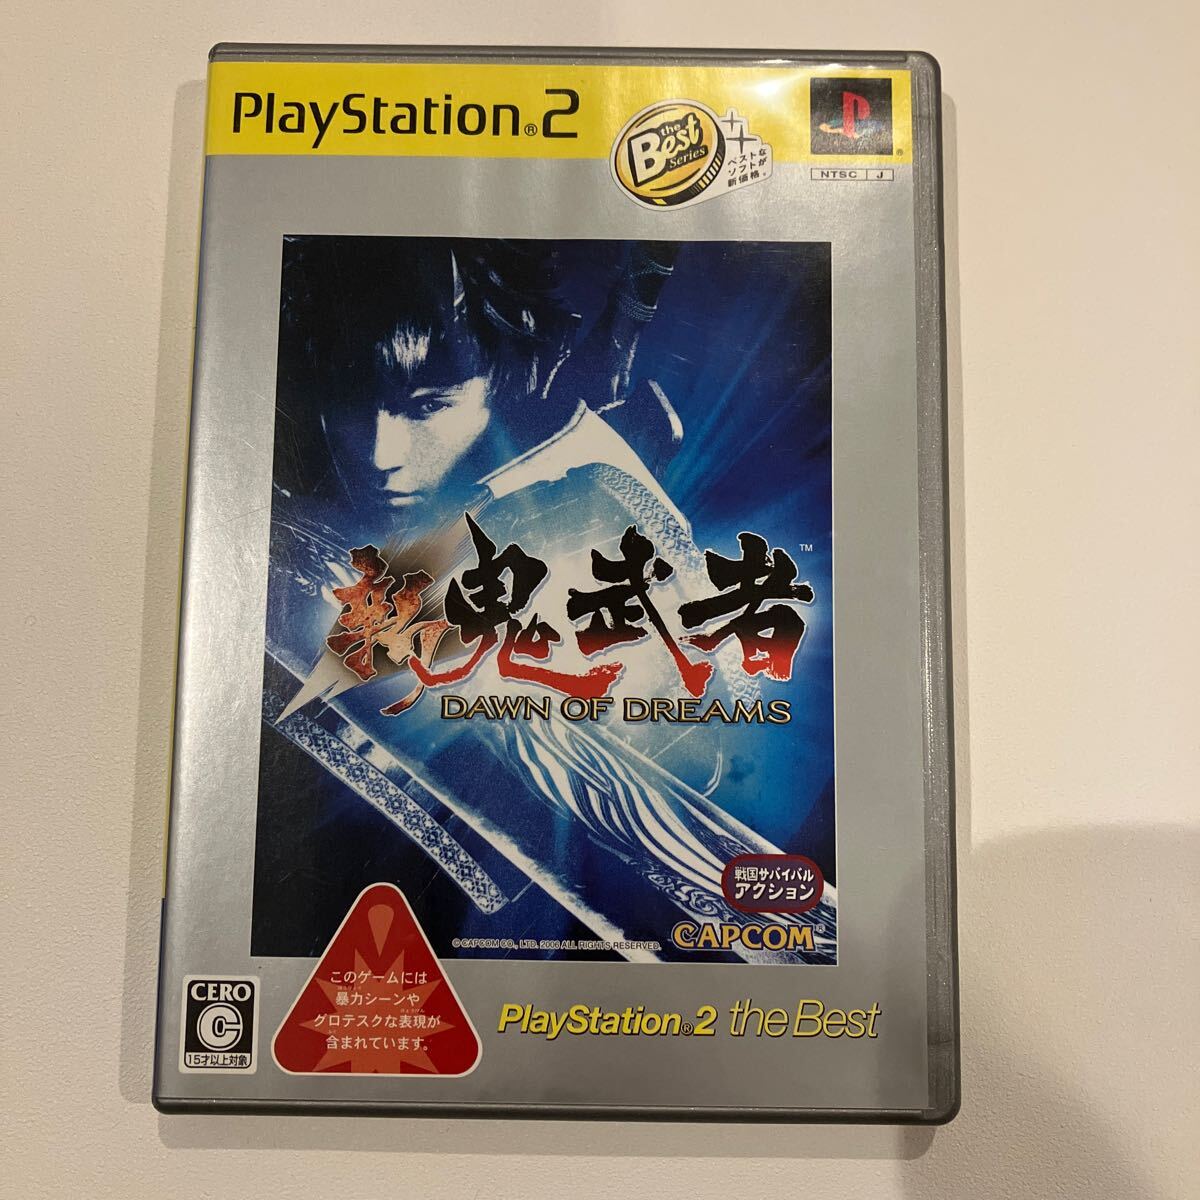 PlayStation®2
the Best Series
ベストな
ソフトが
新価格。
®
NTSC J
新鬼武者
™
DAWN OF DREAMS
戦国サバイバル
アクション
© CAPCOM CO., LTD. 2006 ALL RIGHTS RESERVED.
CAPCOM®
このゲームには
暴力シーンや
グロテスクな表現が
含まれています。
CERO
C
15才以上対象
PlayStation®2 the Best